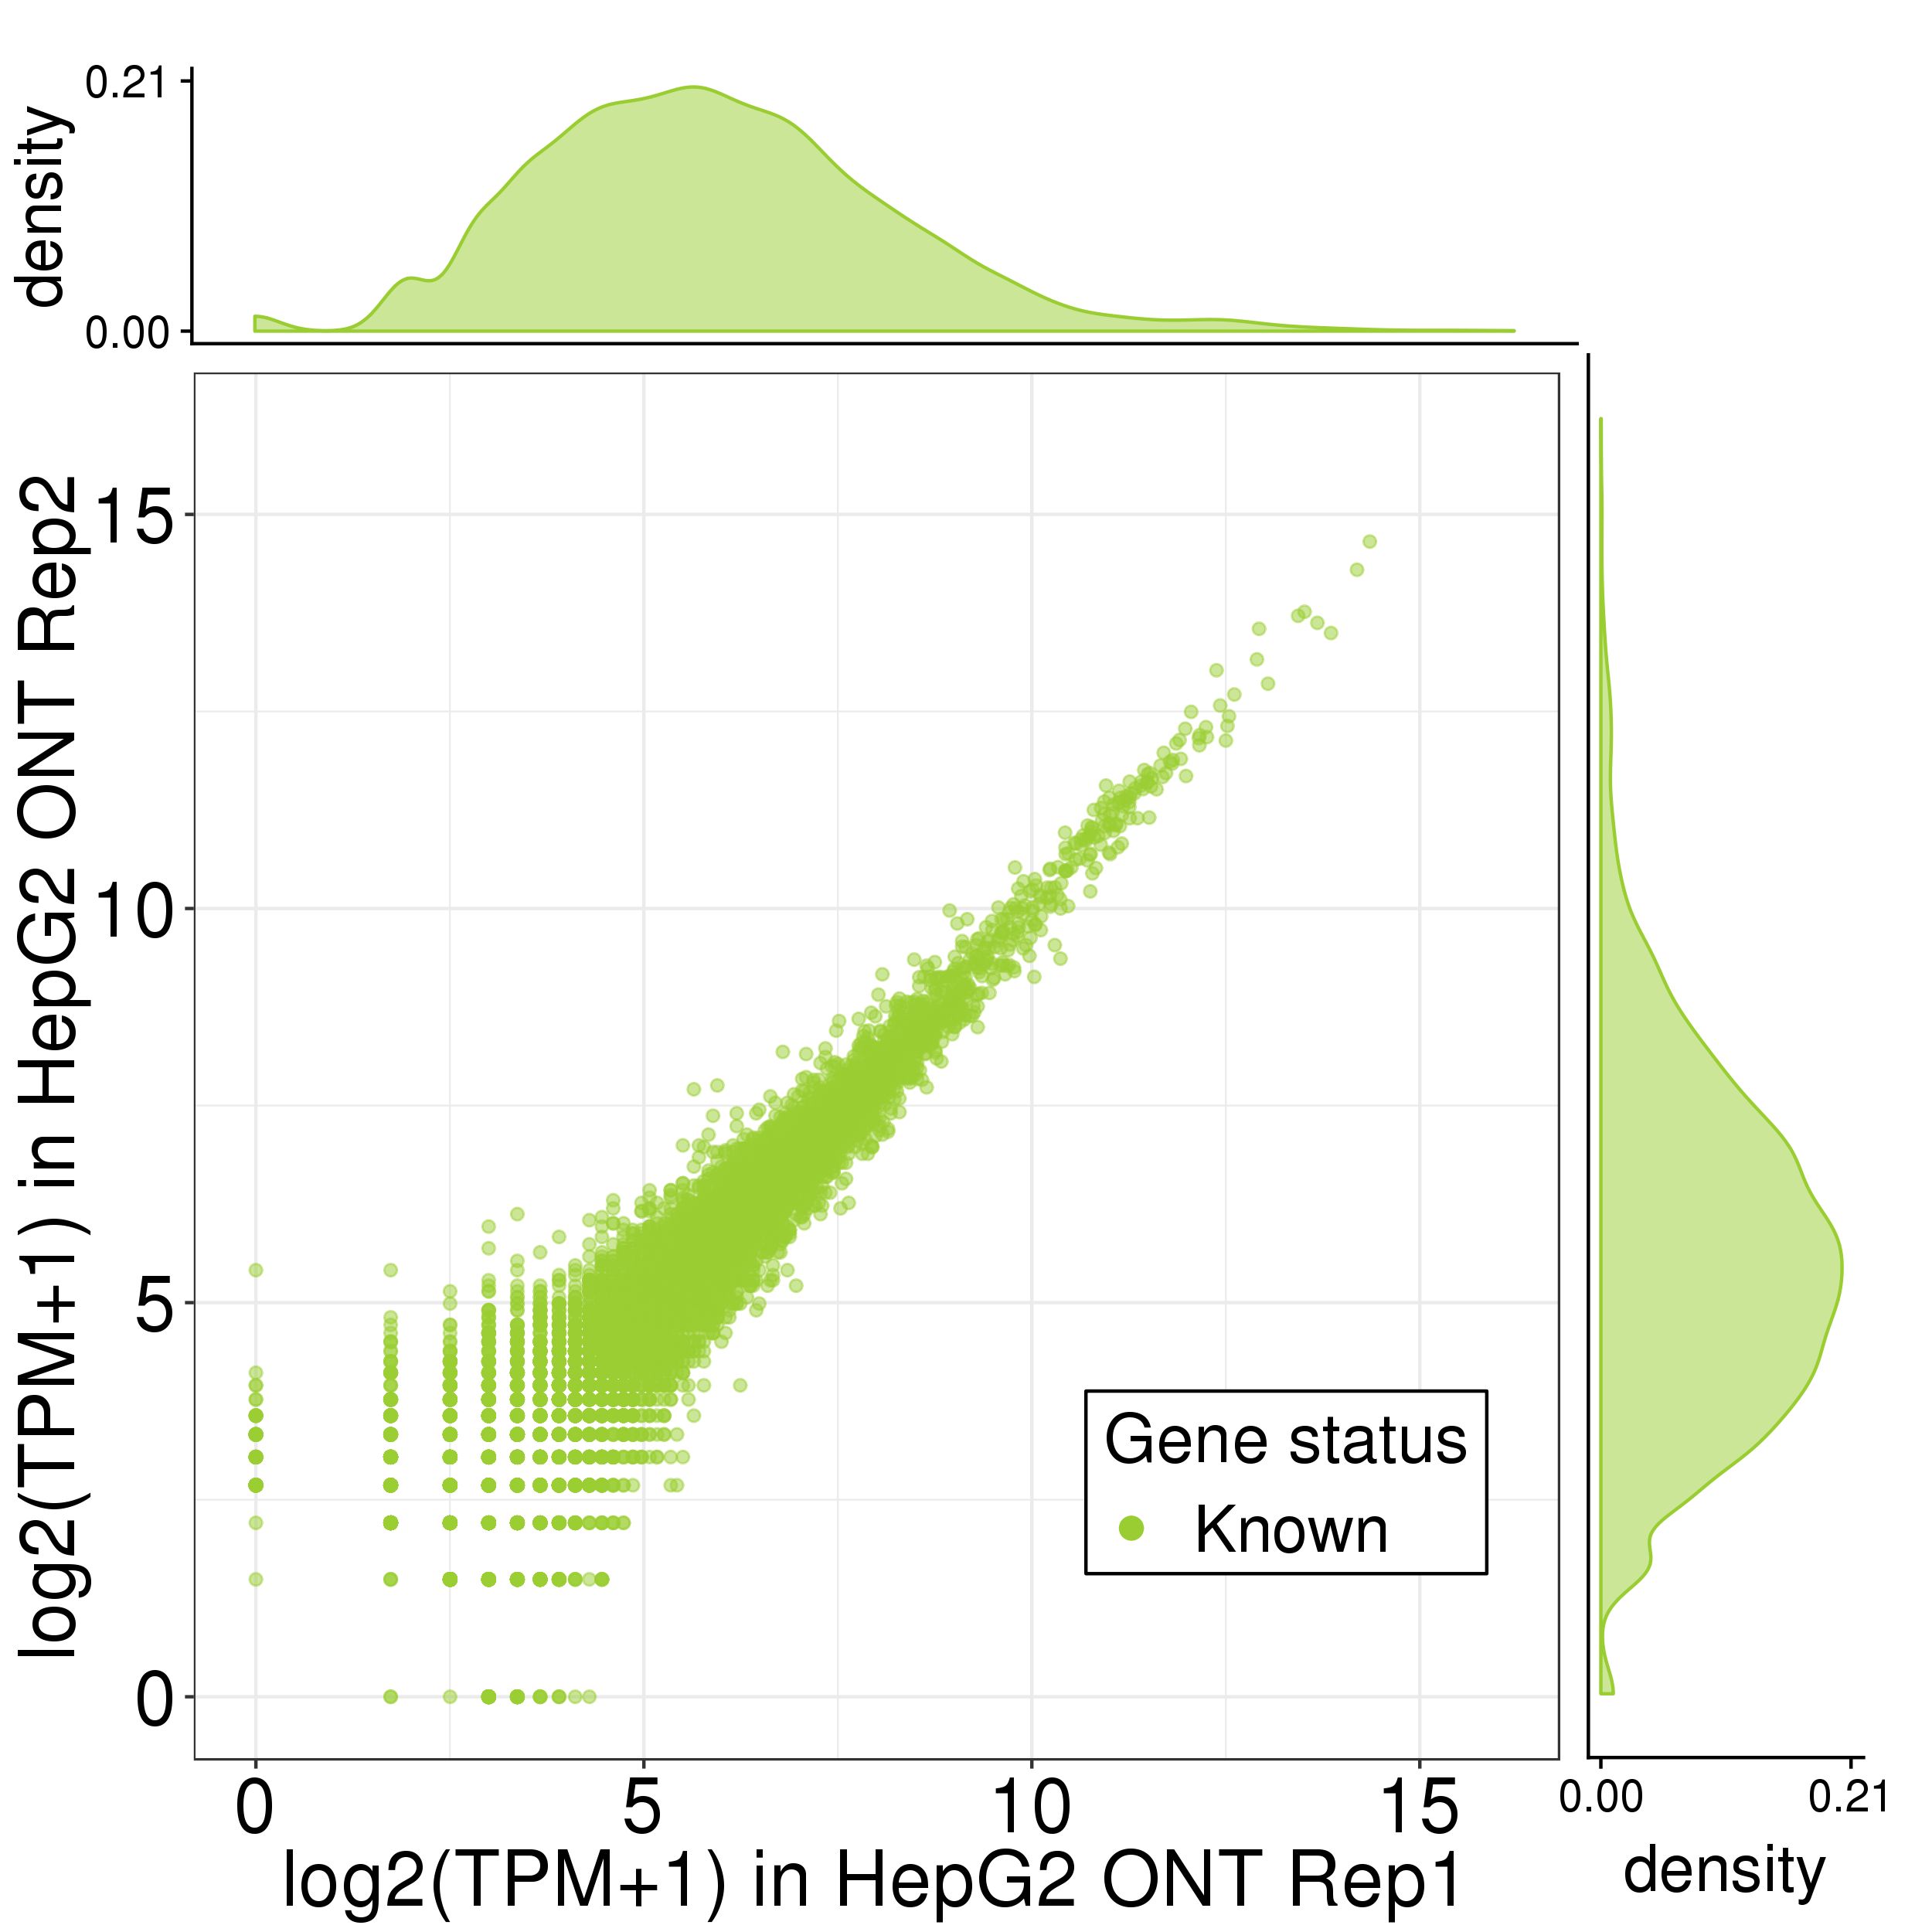 0.21
density
0.00
log2(TPM+1) in HepG2 ONT Rep2
15
10
5
0
Gene status
Known
0 5 10 15
log2(TPM+1) in HepG2 ONT Rep1
0.00 0.21
density